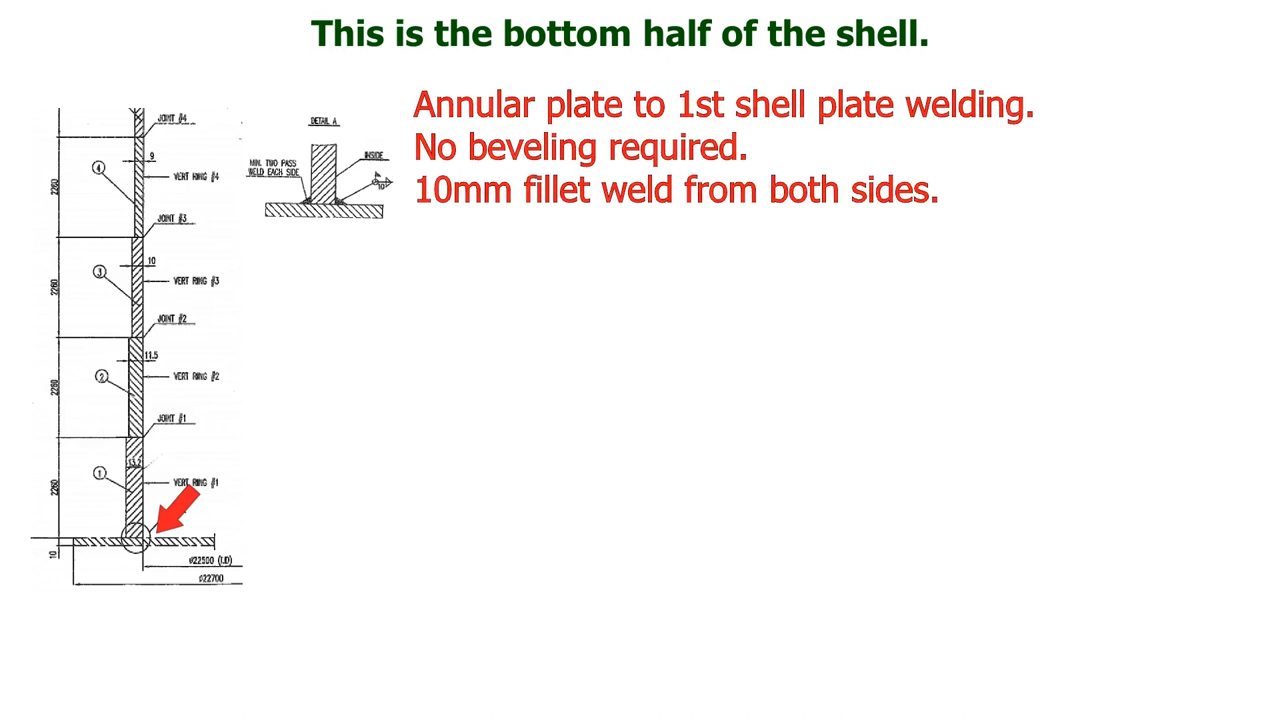 This is the bottom half of the shell.
Annular plate to 1st shell plate welding.
No beveling required.
10mm fillet weld from both sides.
JOINT #4
DETAIL A
9
INSIDE
MIN. TWO PASS
WELD EACH SIDE
4
VERT RING #4
2260
10
JOINT #3
10
3
VERT RING #3
2260
JOINT #2
11.5
2
VERT RING #2
2260
JOINT #1
1
VERT RING #1
2260
10
Ø22500 (I.D)
Ø22700